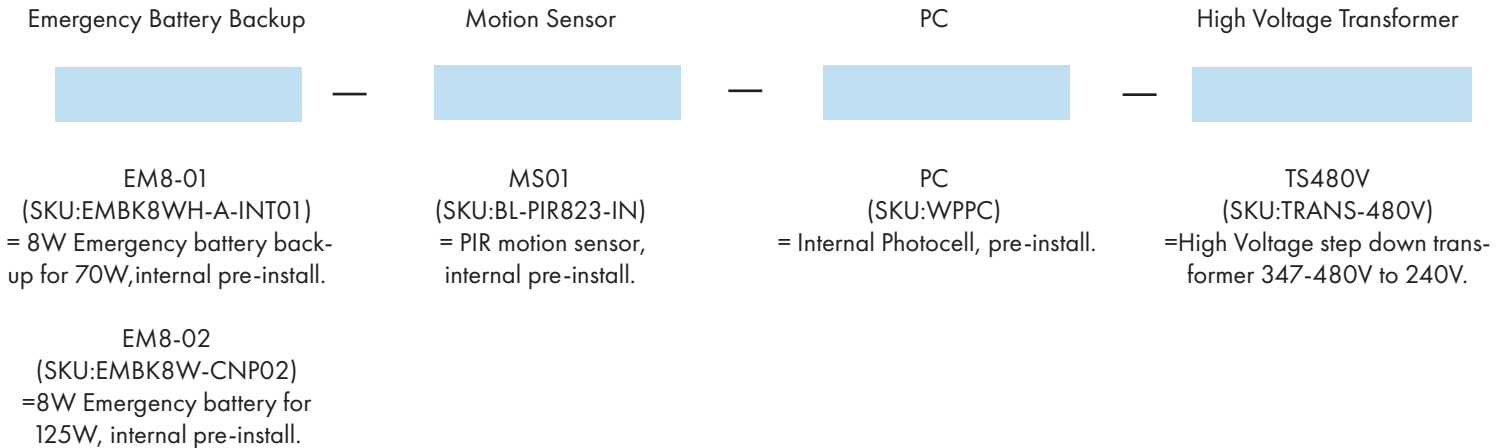 Emergency Battery Backup
Motion Sensor
PC
High Voltage Transformer
—
—
—
EM8-01
(SKU:EMBK8WH-A-INT01)
= 8W Emergency battery back-
up for 70W,internal pre-install.
EM8-02
(SKU:EMBK8W-CNP02)
=8W Emergency battery for
125W, internal pre-install.
MS01
(SKU:BL-PIR823-IN)
= PIR motion sensor,
internal pre-install.
PC
(SKU:WPPC)
= Internal Photocell, pre-install.
TS480V
(SKU:TRANS-480V)
=High Voltage step down trans-
former 347-480V to 240V.